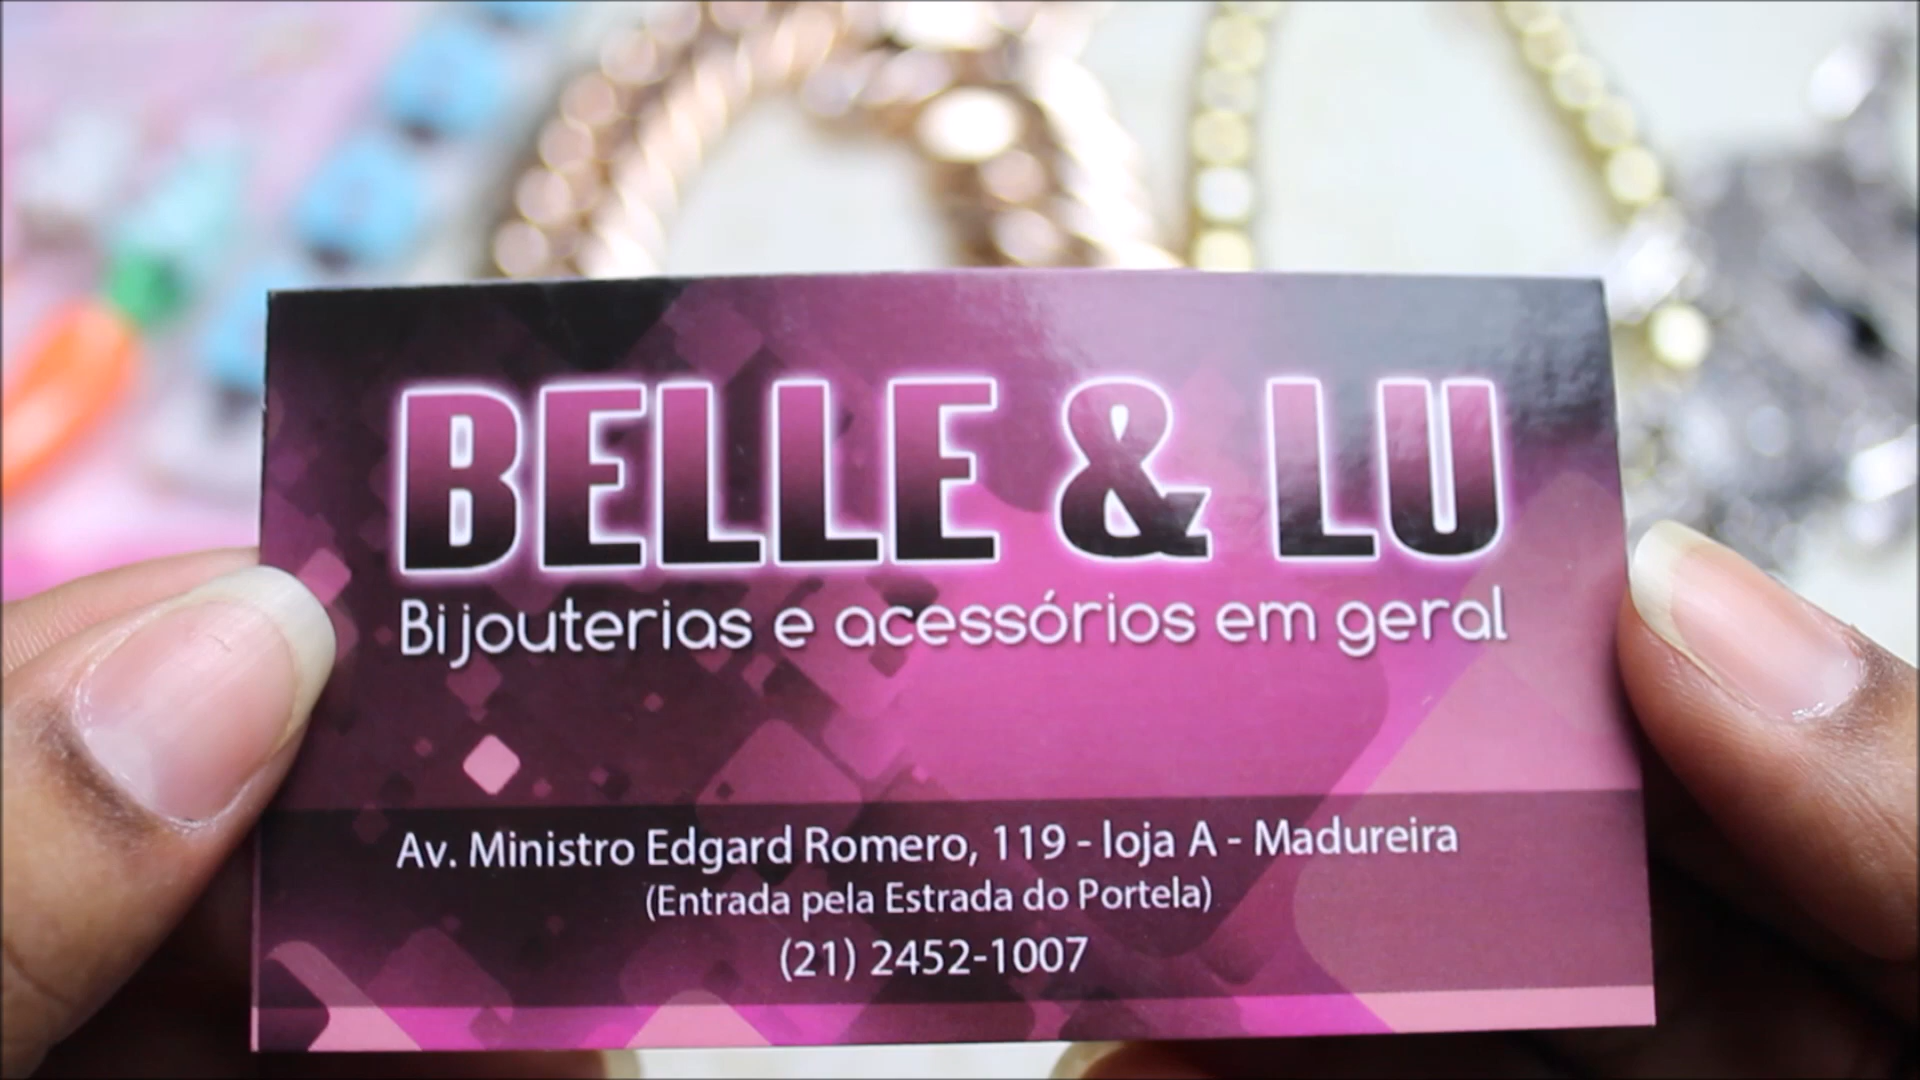 BELLE & LU
Bijouterias e acessórios em geral
Av. Ministro Edgard Romero, 119 - loja A - Madureira
(Entrada pela Estrada do Portela)
(21) 2452-1007